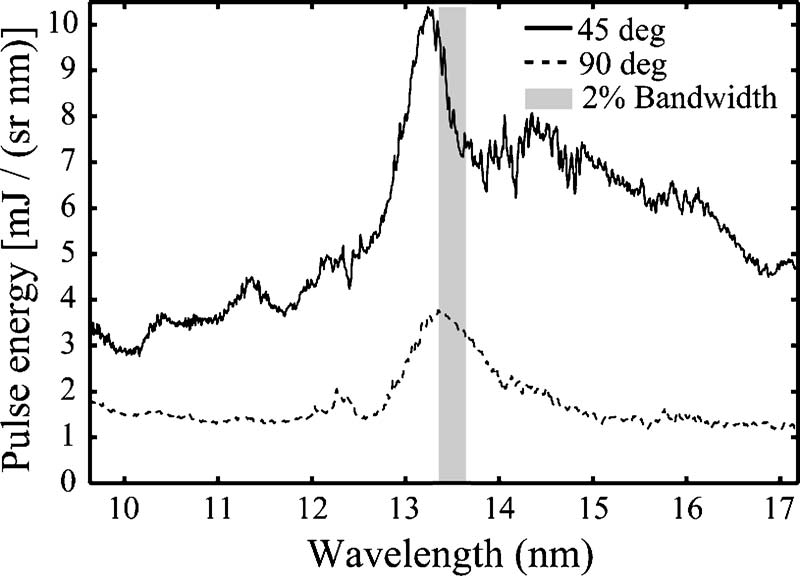 Pulse energy [mJ / (sr nm)]
10
9
8
7
6
5
4
3
2
1
0
45 deg
90 deg
2% Bandwidth
10 11 12 13 14 15 16 17
Wavelength (nm)